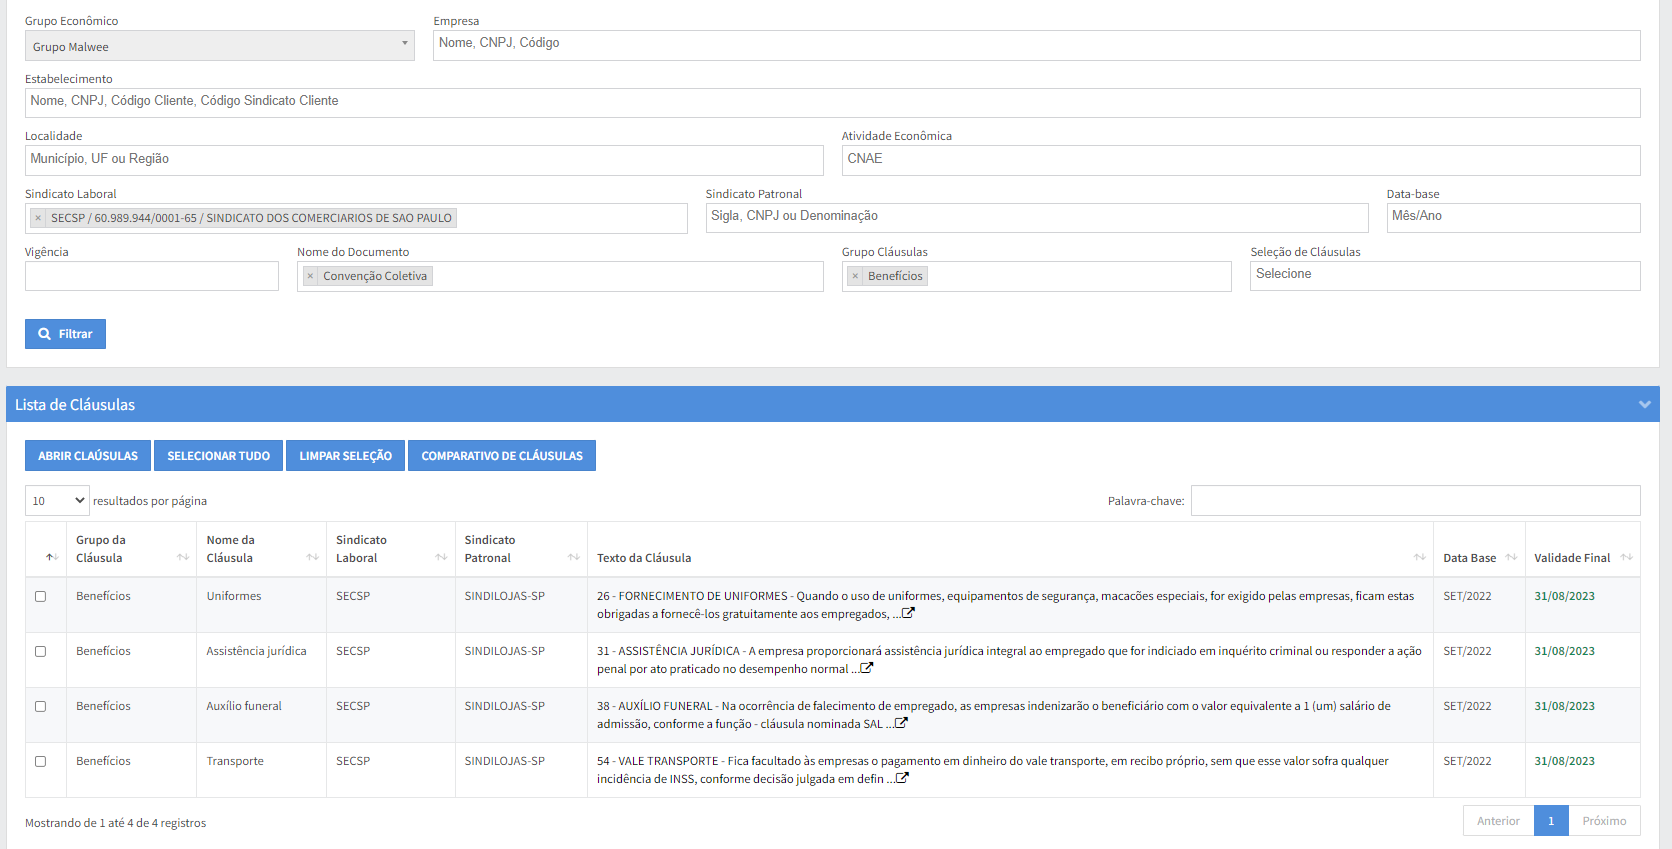 Grupo Econômico
Empresa
Grupo Malwee
Nome, CNPJ, Código
Estabelecimento
Nome, CNPJ, Código Cliente, Código Sindicato Cliente
Localidade
Atividade Econômica
Município, UF ou Região
CNAE
Sindicato Laboral
Sindicato Patronal
Data-base
× SECSP / 60.989.944/0001-65 / SINDICATO DOS COMERCIARIOS DE SAO PAULO
Sigla, CNPJ ou Denominação
Mês/Ano
Vigência
Nome do Documento
Grupo Cláusulas
Seleção de Cláusulas
× Convenção Coletiva
× Benefícios
Selecione
Filtrar
Lista de Cláusulas
ABRIR CLAÚSULAS
SELECIONAR TUDO
LIMPAR SELEÇÃO
COMPARATIVO DE CLÁUSULAS
10 resultados por página
Palavra-chave:
Grupo da
Cláusula
Nome da
Cláusula
Sindicato
Laboral
Sindicato
Patronal
Texto da Cláusula
Data Base
Validade Final
Benefícios
Uniformes
SECSP
SINDILOJAS-SP
26 - FORNECIMENTO DE UNIFORMES - Quando o uso de uniformes, equipamentos de segurança, macacões especiais, for exigido pelas empresas, ficam estas
obrigadas a fornecê-los gratuitamente aos empregados, ...
SET/2022
31/08/2023
Benefícios
Assistência jurídica
SECSP
SINDILOJAS-SP
31 - ASSISTÊNCIA JURÍDICA - A empresa proporcionará assistência jurídica integral ao empregado que for indiciado em inquérito criminal ou responder a ação
penal por ato praticado no desempenho normal ...
SET/2022
31/08/2023
Benefícios
Auxílio funeral
SECSP
SINDILOJAS-SP
38 - AUXÍLIO FUNERAL - Na ocorrência de falecimento de empregado, as empresas indenizarão o beneficiário com o valor equivalente a 1 (um) salário de
admissão, conforme a função - cláusula nominada SAL ...
SET/2022
31/08/2023
Benefícios
Transporte
SECSP
SINDILOJAS-SP
54 - VALE TRANSPORTE - Fica facultado às empresas o pagamento em dinheiro do vale transporte, em recibo próprio, sem que esse valor sofra qualquer
incidência de INSS, conforme decisão julgada em defin ...
SET/2022
31/08/2023
Mostrando de 1 até 4 de 4 registros
Anterior
1
Próximo